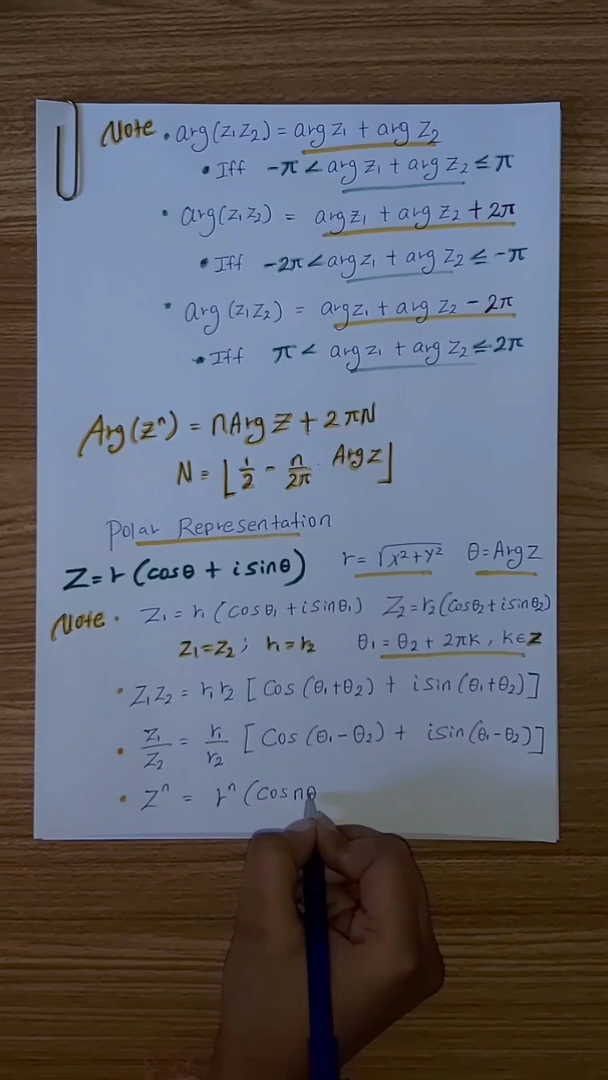 Note. • arg(z₁z₂) = arg z₁ + arg z₂
• Iff -π < arg z₁ + arg z₂ ≤ π
• arg(z₁z₂) = arg z₁ + arg z₂ + 2π
• Iff -2π < arg z₁ + arg z₂ ≤ -π
• arg(z₁z₂) = arg z₁ + arg z₂ - 2π
• Iff π < arg z₁ + arg z₂ ≤ 2π
Arg(zⁿ) = n Arg z + 2πN
N = ⌊1/2 - n/2π . Arg z⌋
Polar Representation
z = r (cosθ + i sinθ) r = √x²+y² θ = Arg z
Note. • z₁ = r₁ (cosθ₁ + i sinθ₁) z₂ = r₂ (cosθ₂ + i sinθ₂)
z₁ = z₂ ; r₁ = r₂ θ₁ = θ₂ + 2πk , k ∈ Z
• z₁z₂ = r₁r₂ [cos (θ₁+θ₂) + i sin (θ₁+θ₂)]
• z₁/z₂ = r₁/r₂ [cos (θ₁-θ₂) + i sin (θ₁-θ₂)]
• zⁿ = rⁿ (cos nθ